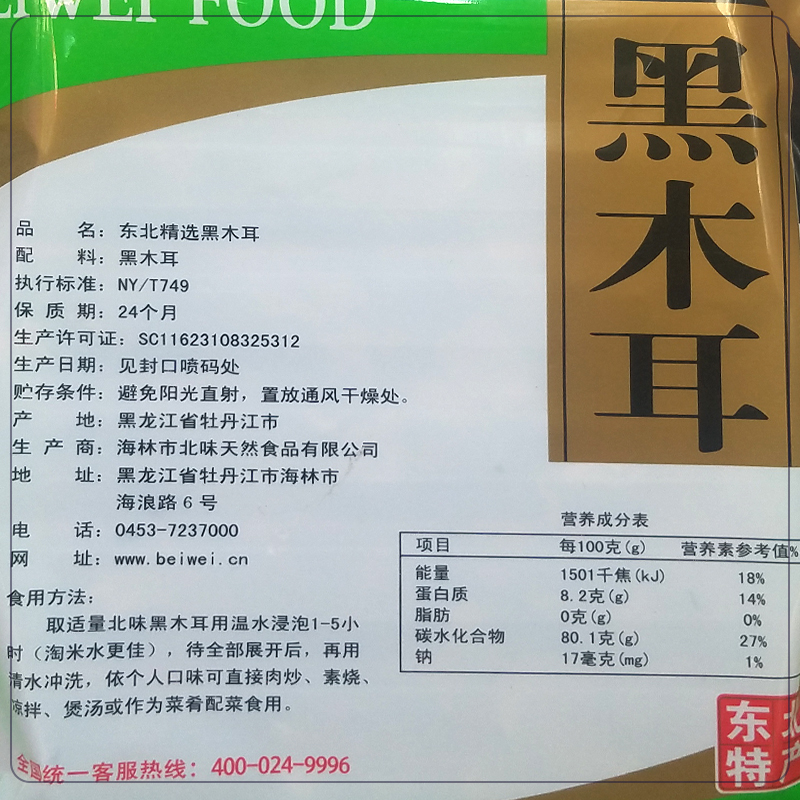 EIWEI FOOD
黑木耳
品 名：东北精选黑木耳
配 料：黑木耳
执行标准：NY/T749
保 质 期：24个月
生产许可证：SC11623108325312
生产日期：见封口喷码处
贮存条件：避免阳光直射，置放通风干燥处。
产 地：黑龙江省牡丹江市
生 产 商：海林市北味天然食品有限公司
地 址：黑龙江省牡丹江市海林市
海浪路6号
电 话：0453-7237000
网 址：www.beiwei.cn
食用方法：
取适量北味黑木耳用温水浸泡1-5小
时（淘米水更佳），待全部展开后，再用
清水冲洗，依个人口味可直接肉炒、素烧、
凉拌、煲汤或作为菜肴配菜食用。
全国统一客服热线：400-024-9996
营养成分表
项目 每100克(g) 营养素参考值%
能量 1501千焦(kJ) 18%
蛋白质 8.2克(g) 14%
脂肪 0克(g) 0%
碳水化合物 80.1克(g) 27%
钠 17毫克(mg) 1%
东北
特产